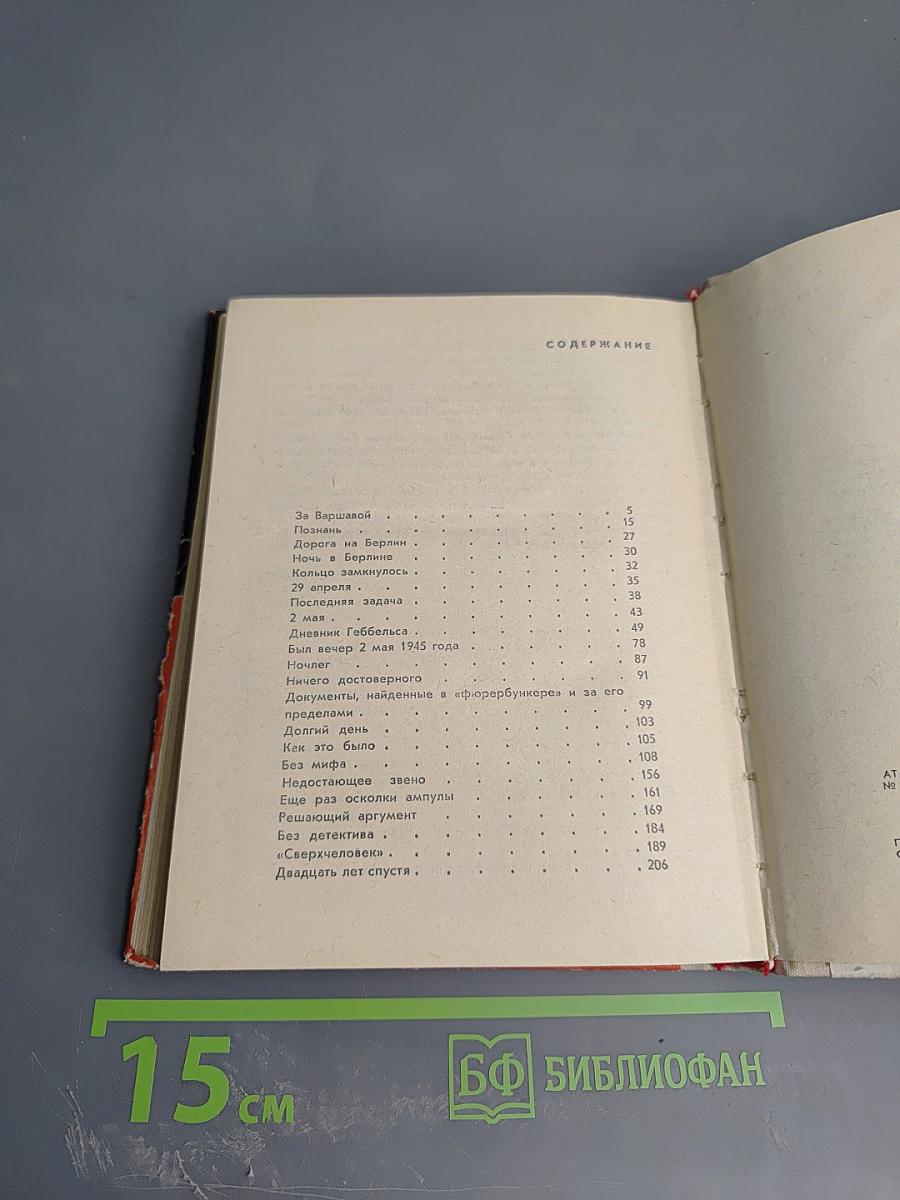 СОДЕРЖАНИЕ
За Варшавой . . . . . . . . . 5
Познань . . . . . . . . . . 15
Дорога на Берлин . . . . . . . . 27
Ночь в Берлине . . . . . . . . 30
Кольцо замкнулось . . . . . . . . 32
29 апреля . . . . . . . . . . 35
Последняя задача . . . . . . . . 38
2 мая . . . . . . . . . . . 43
Дневник Геббельса . . . . . . . . 49
Был вечер 2 мая 1945 года . . . . . . 78
Ночлег . . . . . . . . . . 87
Ничего достоверного . . . . . . . 91
Документы, найденные в «фюрербункере» и за его
пределами . . . . . . . . . . 99
Долгий день . . . . . . . . . 103
Как это было . . . . . . . . . 105
Без мифа . . . . . . . . . . 108
Недостающее звено . . . . . . . 156
Еще раз осколки ампулы . . . . . . 161
Решающий аргумент . . . . . . . 169
Без детектива . . . . . . . . . 184
«Сверхчеловек» . . . . . . . . 189
Двадцать лет спустя . . . . . . . . 206
АТ
№
15 см
БФ БИБЛИОФАН